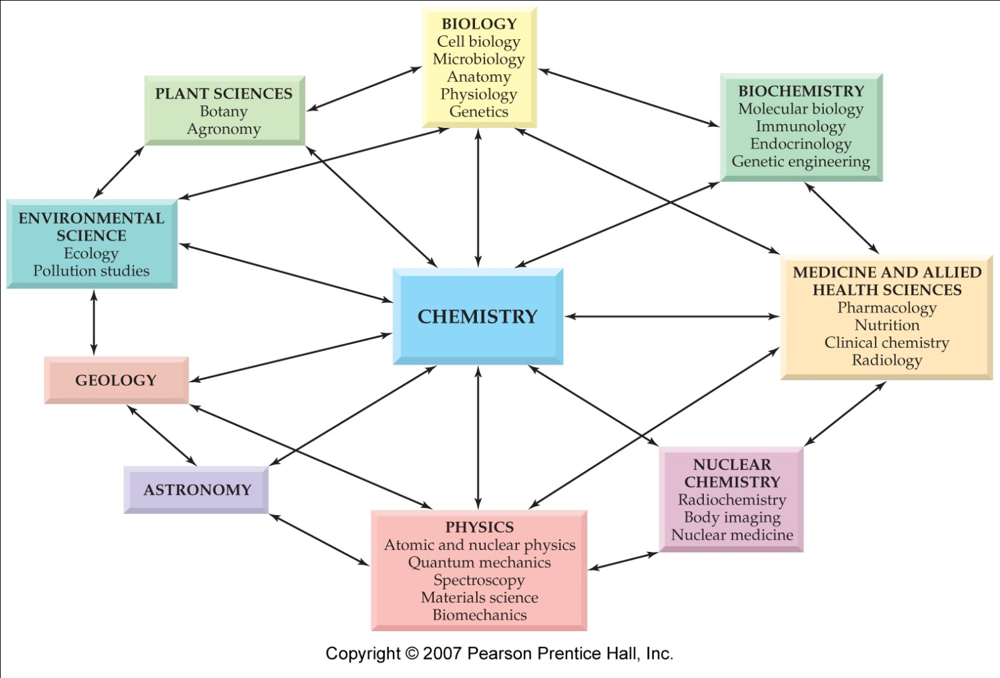 BIOLOGY
Cell biology
Microbiology
Anatomy
Physiology
Genetics
PLANT SCIENCES
Botany
Agronomy
BIOCHEMISTRY
Molecular biology
Immunology
Endocrinology
Genetic engineering
ENVIRONMENTAL
SCIENCE
Ecology
Pollution studies
CHEMISTRY
MEDICINE AND ALLIED
HEALTH SCIENCES
Pharmacology
Nutrition
Clinical chemistry
Radiology
GEOLOGY
ASTRONOMY
NUCLEAR
CHEMISTRY
Radiochemistry
Body imaging
Nuclear medicine
PHYSICS
Atomic and nuclear physics
Quantum mechanics
Spectroscopy
Materials science
Biomechanics
Copyright © 2007 Pearson Prentice Hall, Inc.